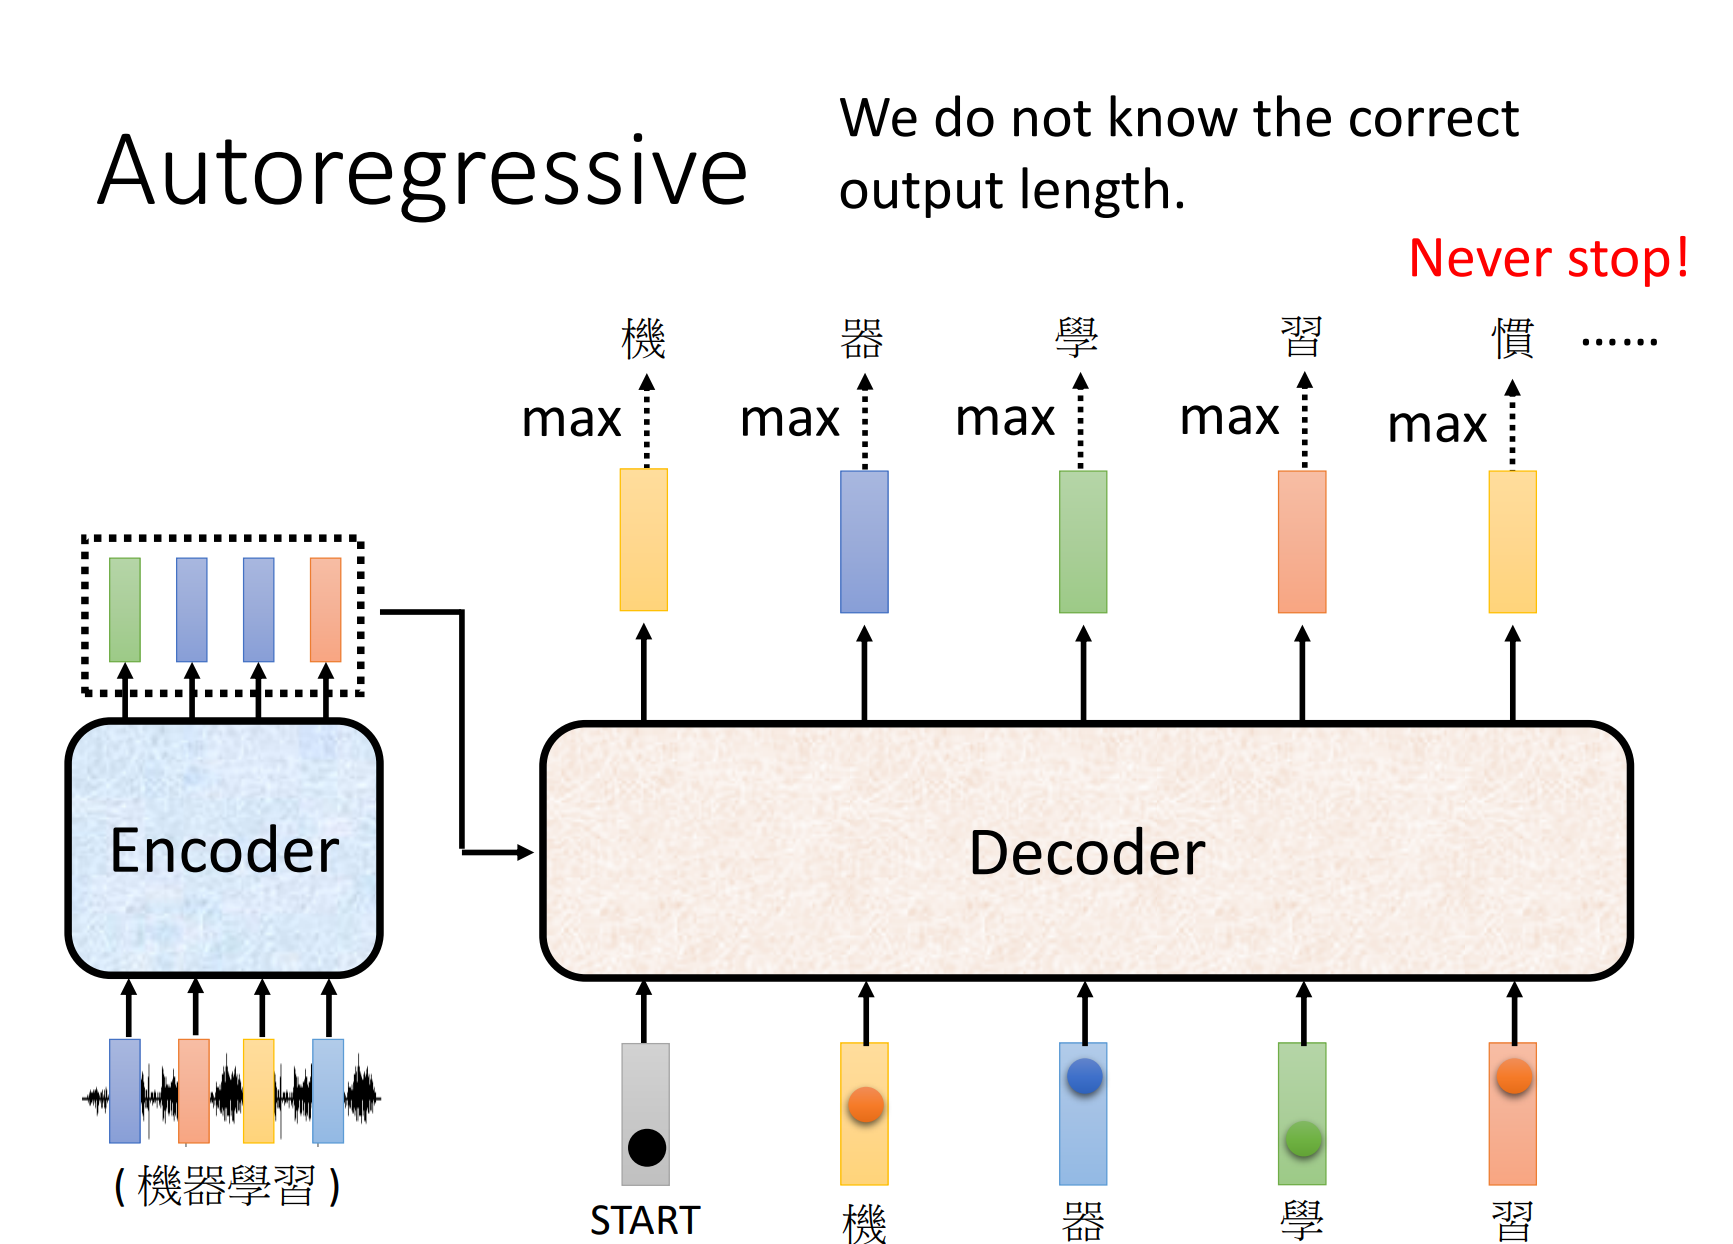 Autoregressive
We do not know the correct
output length.
Never stop!
機 器 學 習 慣 ……
max max max max max
Encoder
Decoder
( 機器學習 )
START 機 器 學 習